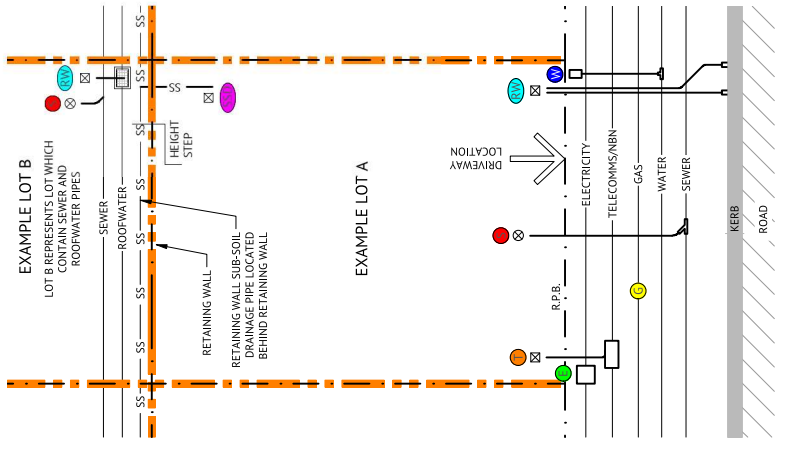 EXAMPLE LOT B
LOT B REPRESENTS LOT WHICH
CONTAIN SEWER AND
ROOFWATER PIPES
RW
SEWER
ROOFWATER
SS
SS
SS
SS
SS
SS
SS
SS
SS
HEIGHT
STEP
RETAINING WALL
RETAINING WALL SUB-SOIL
DRAINAGE PIPE LOCATED
BEHIND RETAINING WALL
EXAMPLE LOT A
DRIVEWAY
LOCATION
RW
W
T
E
R.P.B.
ELECTRICITY
TELECOMMS/NBN
GAS
G
WATER
SEWER
KERB
ROAD